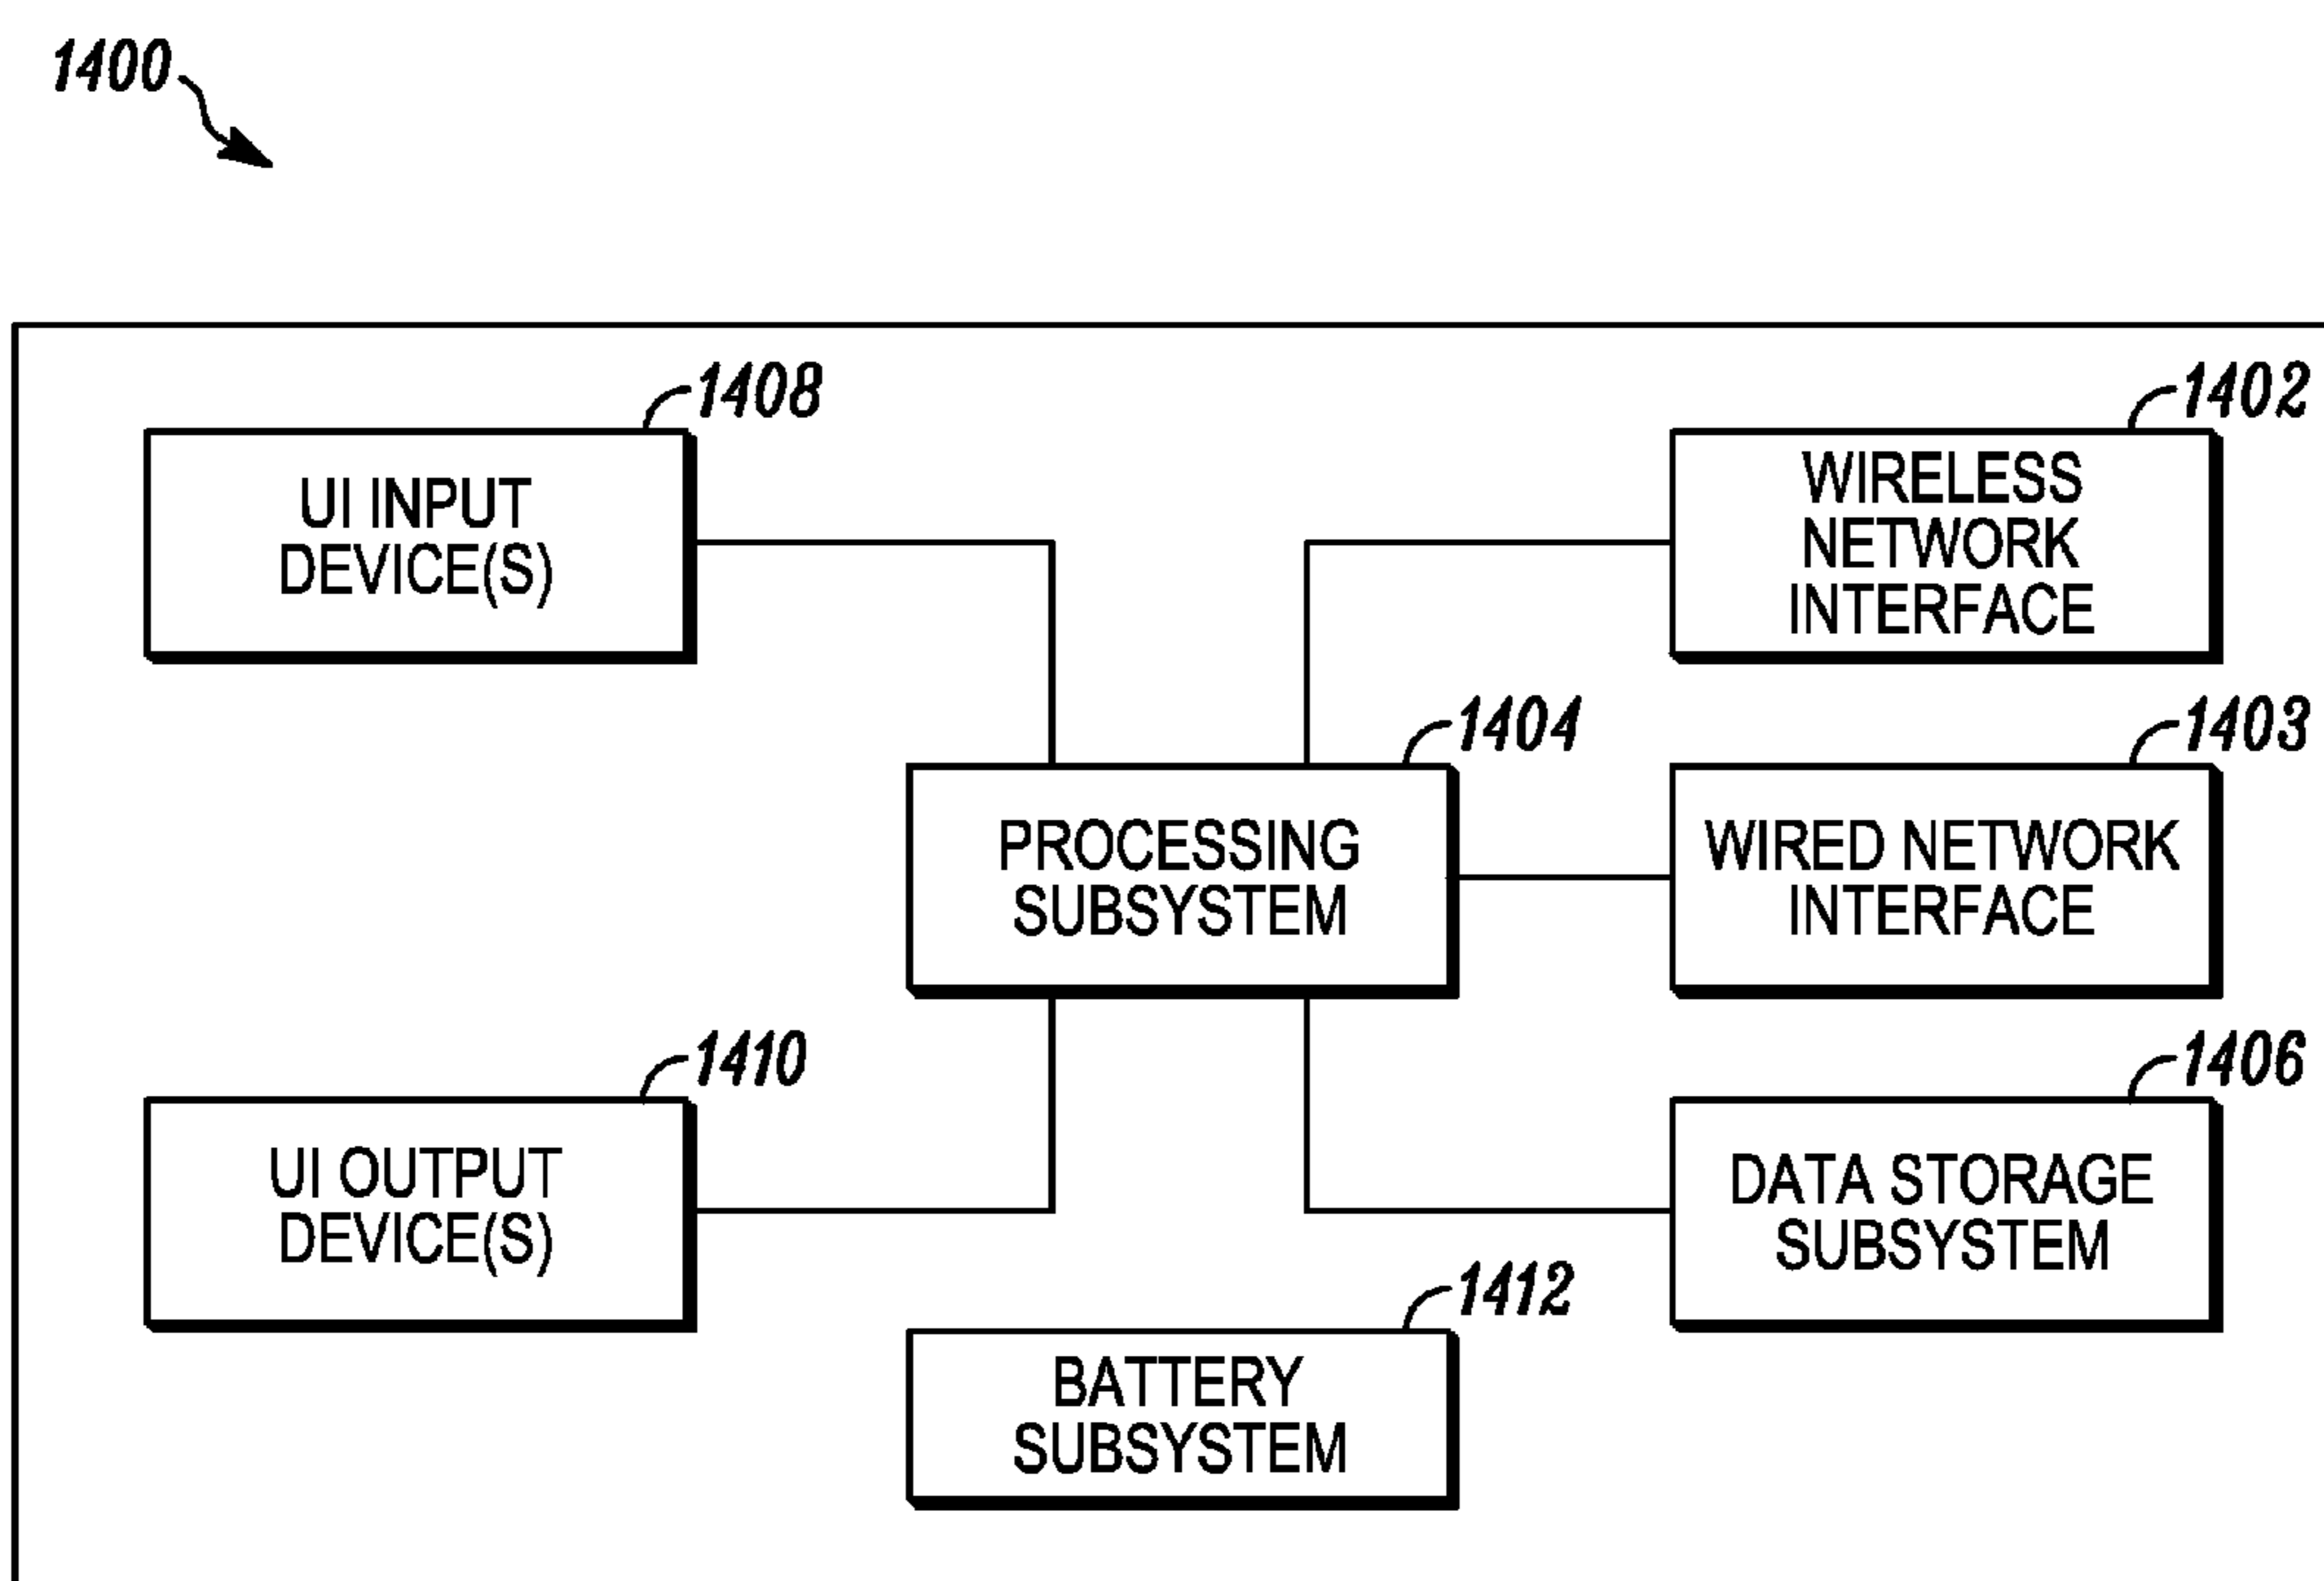 1400
1408
UI INPUT
DEVICE(S)
1402
WIRELESS
NETWORK
INTERFACE
1404
PROCESSING
SUBSYSTEM
1403
WIRED NETWORK
INTERFACE
1410
UI OUTPUT
DEVICE(S)
1406
DATA STORAGE
SUBSYSTEM
1412
BATTERY
SUBSYSTEM